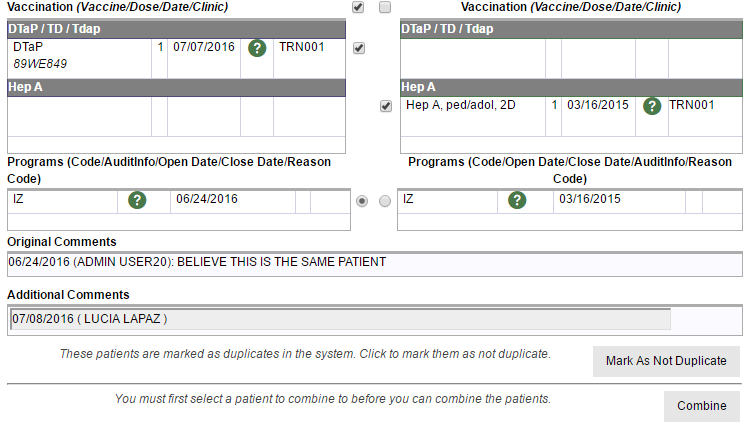 Vaccination (Vaccine/Dose/Date/Clinic) Vaccination (Vaccine/Dose/Date/Clinic)
DTaP / TD / Tdap DTaP / TD / Tdap
DTaP 1 07/07/2016 ? TRN001
89WE849
Hep A Hep A
Hep A, ped/adol, 2D 1 03/16/2015 ? TRN001
Programs (Code/AuditInfo/Open Date/Close Date/Reason
Code)
Programs (Code/Open Date/Close Date/AuditInfo/Reason
Code)
IZ ? 06/24/2016 IZ ? 03/16/2015
Original Comments
06/24/2016 (ADMIN USER20): BELIEVE THIS IS THE SAME PATIENT
Additional Comments
07/08/2016 ( LUCIA LAPAZ )
These patients are marked as duplicates in the system. Click to mark them as not duplicate. Mark As Not Duplicate
You must first select a patient to combine to before you can combine the patients. Combine